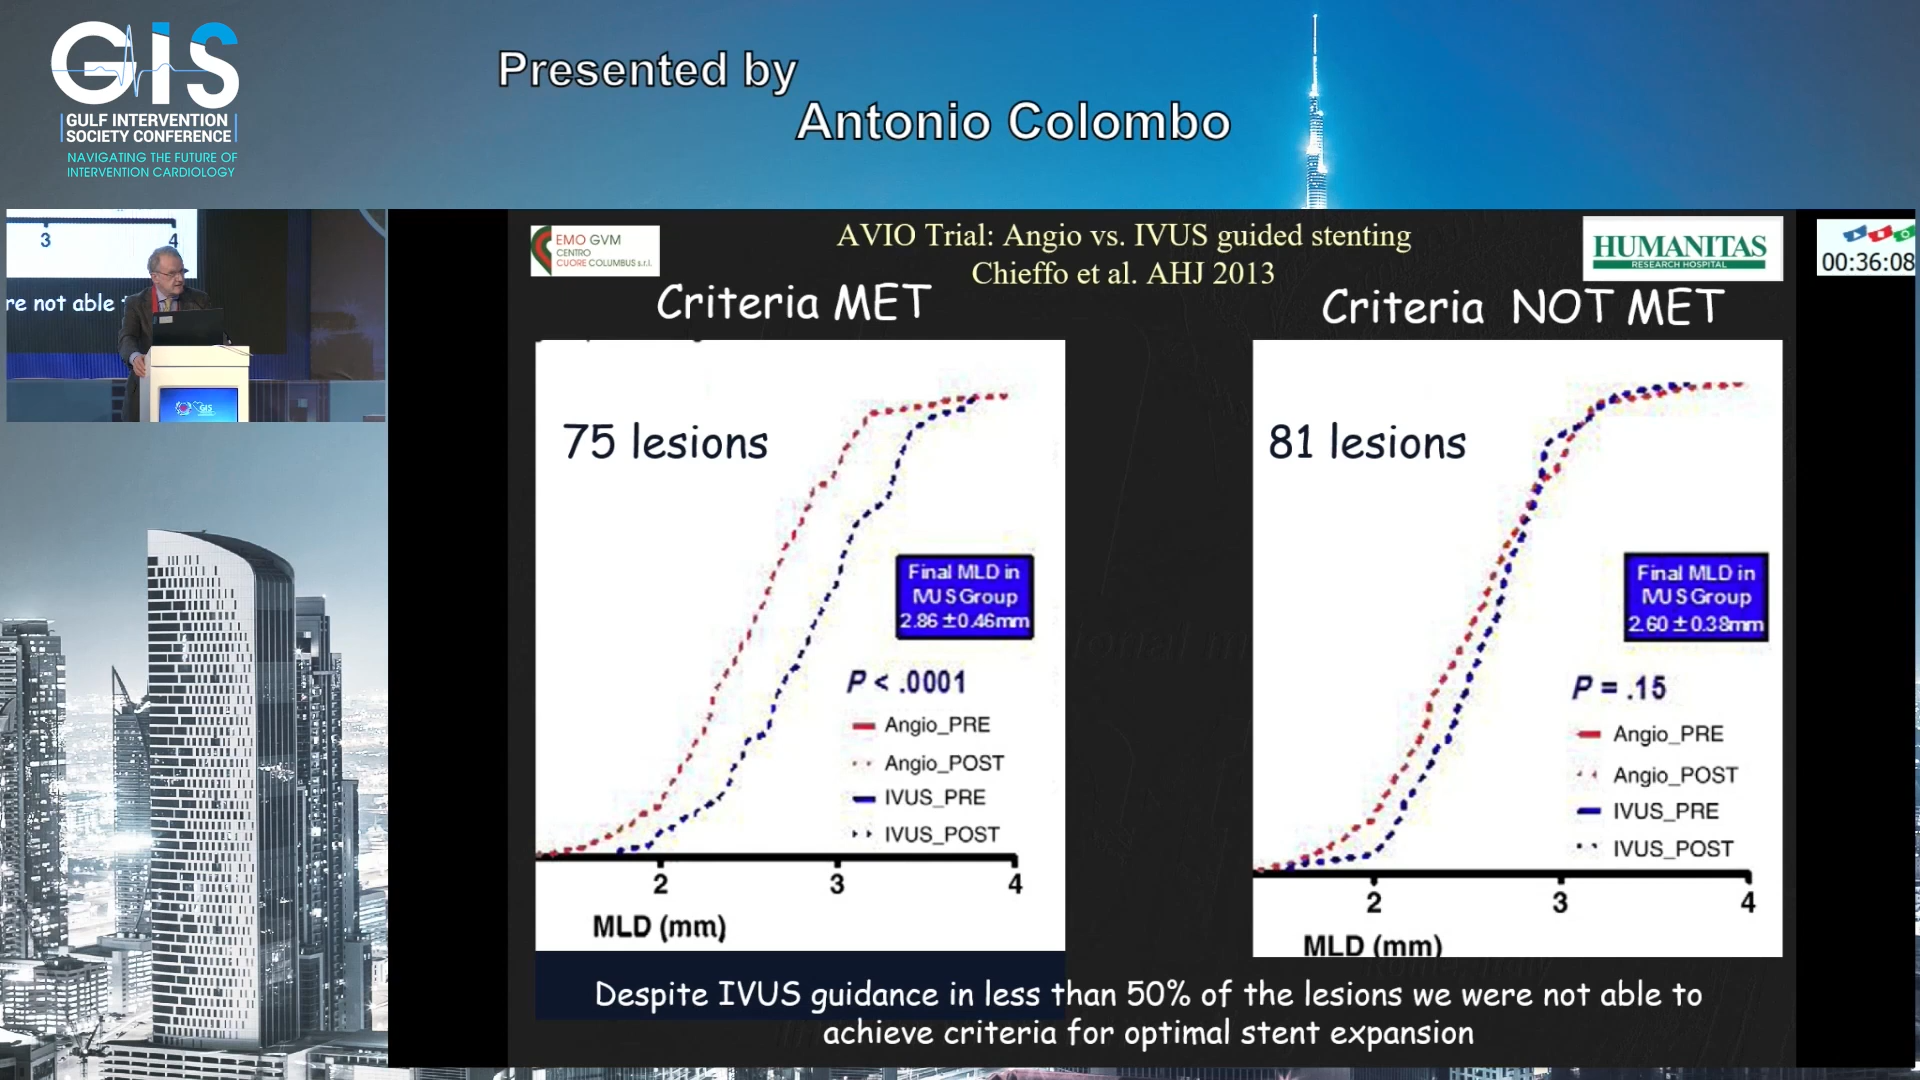 GIS
GULF INTERVENTION
SOCIETY CONFERENCE
NAVIGATING THE FUTURE OF
INTERVENTION CARDIOLOGY
Presented by
Antonio Colombo
3 4
re not able
GIS
EMO GVM
CENTRO
CUORE COLUMBUS s.r.l.
AVIO Trial: Angio vs. IVUS guided stenting
Chieffo et al. AHJ 2013
HUMANITAS
RESEARCH HOSPITAL
00:36:08
Criteria MET
75 lesions
Final MLD in
IVUS Group
2.86 ±0.46mm
P < .0001
Angio_PRE
Angio_POST
IVUS_PRE
IVUS_POST
2 3 4
MLD (mm)
Criteria NOT MET
81 lesions
Final MLD in
IVUS Group
2.60 ±0.38mm
P = .15
Angio_PRE
Angio_POST
IVUS_PRE
IVUS_POST
2 3 4
MLD (mm)
Despite IVUS guidance in less than 50% of the lesions we were not able to
achieve criteria for optimal stent expansion